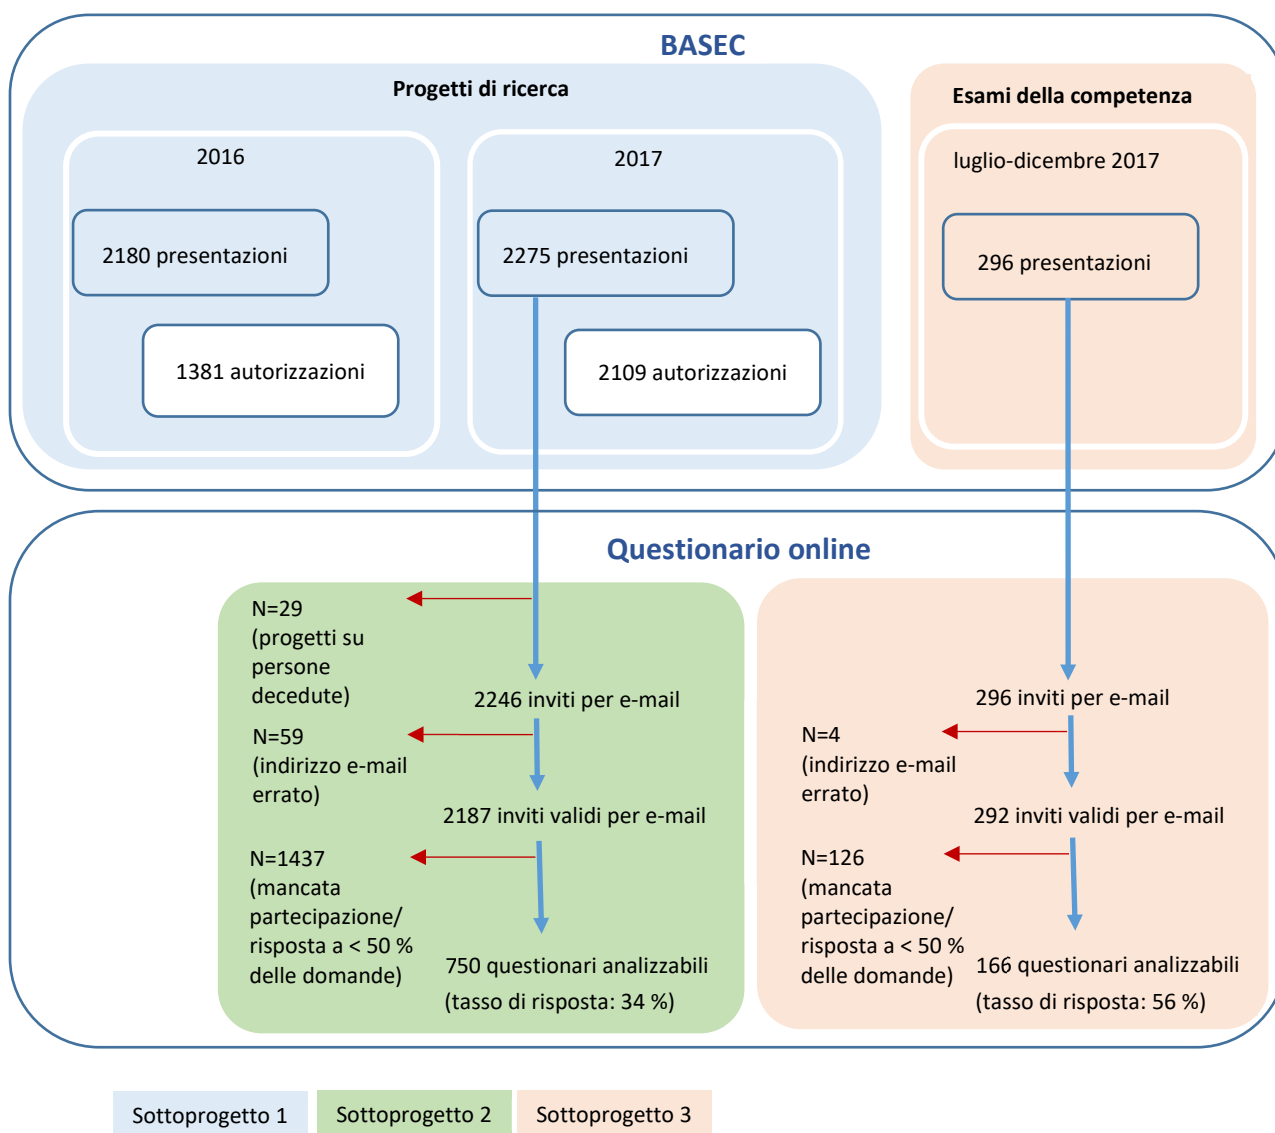 BASEC
Progetti di ricerca
2016
2180 presentazioni
1381 autorizzazioni
2017
2275 presentazioni
2109 autorizzazioni
Esami della competenza
luglio-dicembre 2017
296 presentazioni
Questionario online
N=29
(progetti su
persone
decedute)
2246 inviti per e-mail
N=59
(indirizzo e-mail
errato)
2187 inviti validi per e-mail
N=1437
(mancata
partecipazione/
risposta a < 50 %
delle domande)
750 questionari analizzabili
(tasso di risposta: 34 %)
296 inviti per e-mail
N=4
(indirizzo e-mail
errato)
292 inviti validi per e-mail
N=126
(mancata
partecipazione/
risposta a < 50 %
delle domande)
166 questionari analizzabili
(tasso di risposta: 56 %)
Sottoprogetto 1
Sottoprogetto 2
Sottoprogetto 3